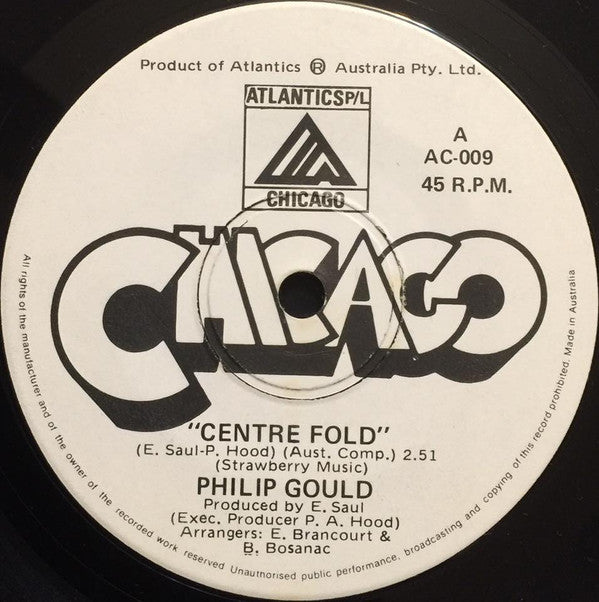 Product of Atlantics Ⓡ Australia Pty. Ltd.
ATLANTICS P/L
CHICAGO
A
AC-009
45 R.P.M.
CHICAGO
"CENTRE FOLD"
(E. Saul-P. Hood) (Aust. Comp.) 2.51
(Strawberry Music)
PHILIP GOULD
Produced by E. Saul
(Exec. Producer P. A. Hood)
Arrangers: E. Brancourt &
B. Bosanac
All rights of the manufacturer and of the owner of the recorded work reserved Unauthorised public performance, broadcasting and copying of this record prohibited. Made in Australia